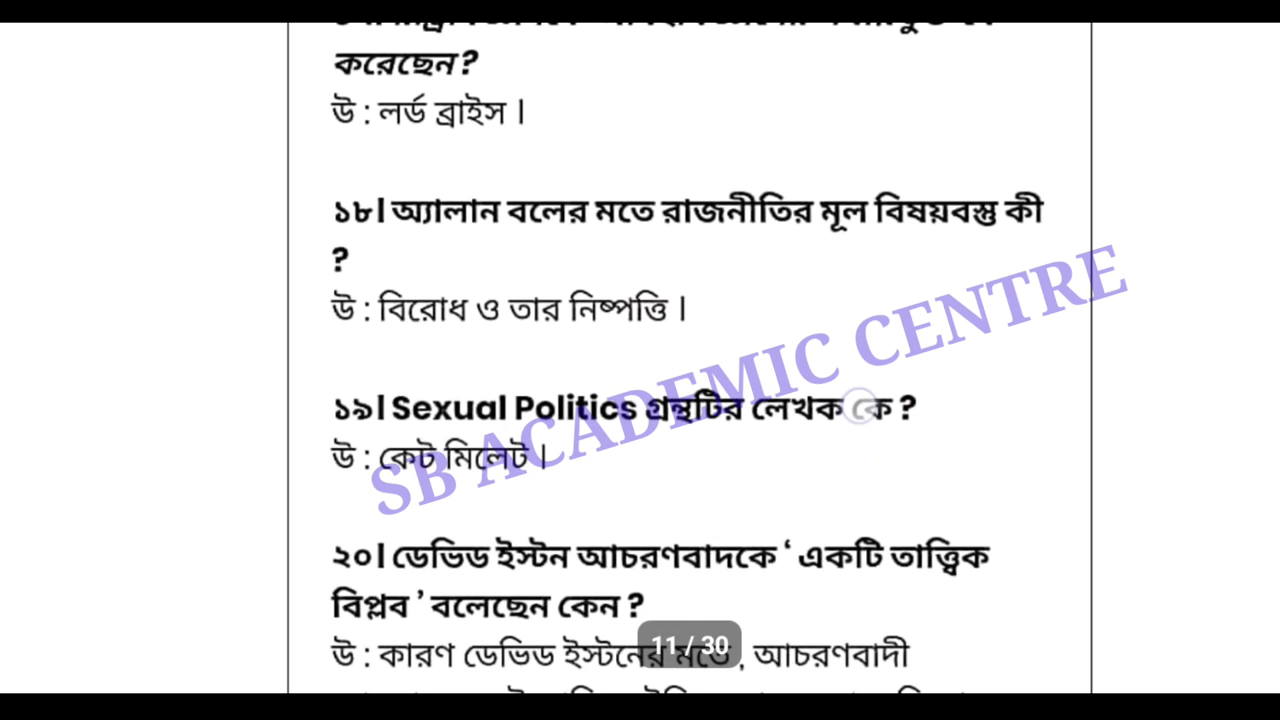 করেছেন ?
উ : লর্ড ব্রাইস ।
১৮। অ্যালান বলের মতে রাজনীতির মূল বিষয়বস্তু কী
?
উ : বিরোধ ও তার নিষ্পত্তি ।
১৯। Sexual Politics গ্রন্থটির লেখক কে ?
উ : কেট মিলেট ।
SB ACADEMIC CENTRE
২০। ডেভিড ইস্টন আচরণবাদকে ‘ একটি তাত্ত্বিক
বিপ্লব ’ বলেছেন কেন ?
উ : কারণ ডেভিড ইস্টনের মতে , আচরণবাদী
11 / 30